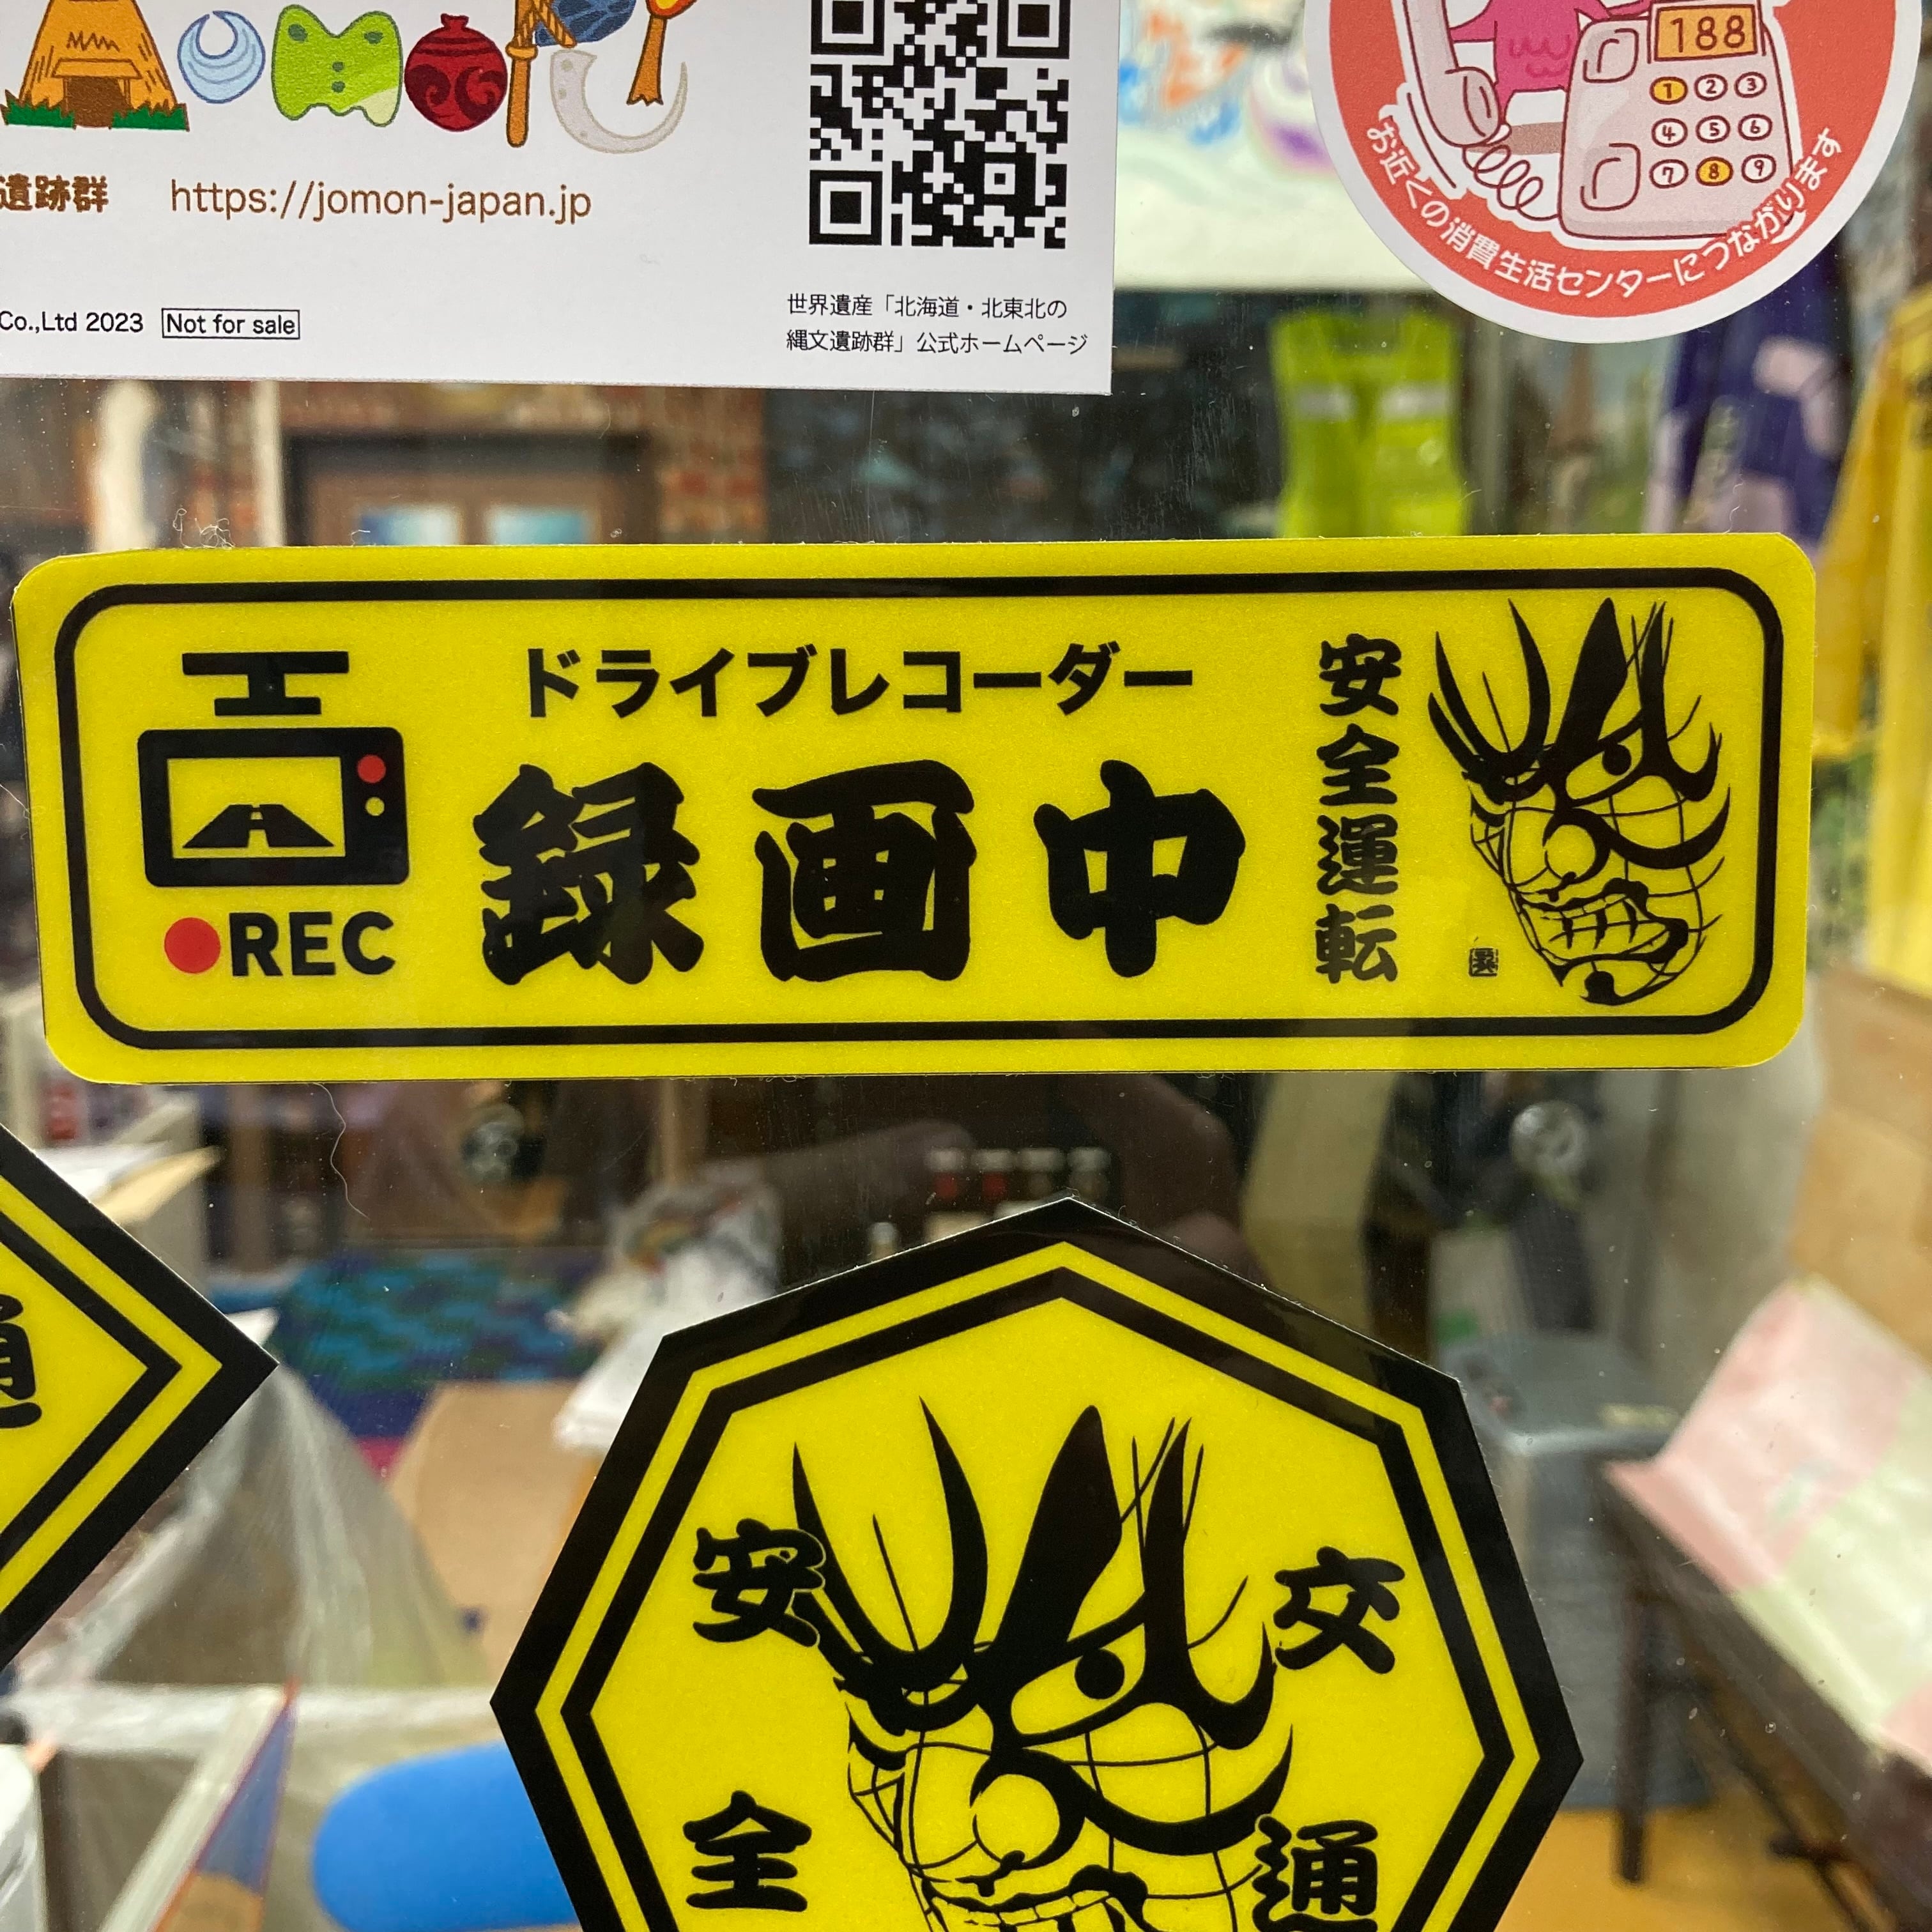 遺跡群 https://jomon-japan.jp
Co.,Ltd 2023 Not for sale
世界遺産「北海道・北東北の
縄文遺跡群」公式ホームページ
188
1 2 3
4 5 6
7 8 9
お近くの消費生活センターにつながります
ドライブレコーダー
録画中
REC
安全運転
交通
安全
通